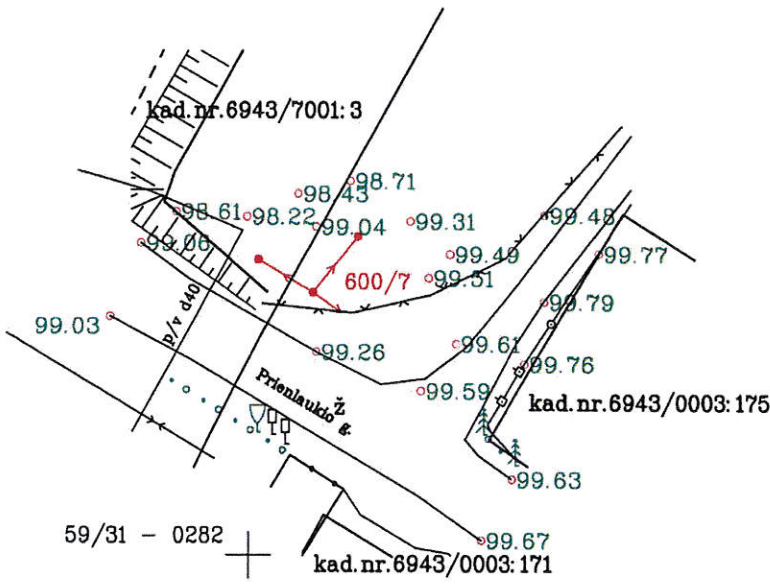 kad.nr.6943/7001:3
98.71
98.43
98.61
98.22
99.04
99.31
99.48
99.06
99.49
99.77
600/7
99.51
99.79
p/v d40
99.03
99.26
99.61
99.76
Prienlaukio g.
Ž
99.59
kad.nr.6943/0003:175
99.63
59/31 - 0282
99.67
kad.nr.6943/0003:171